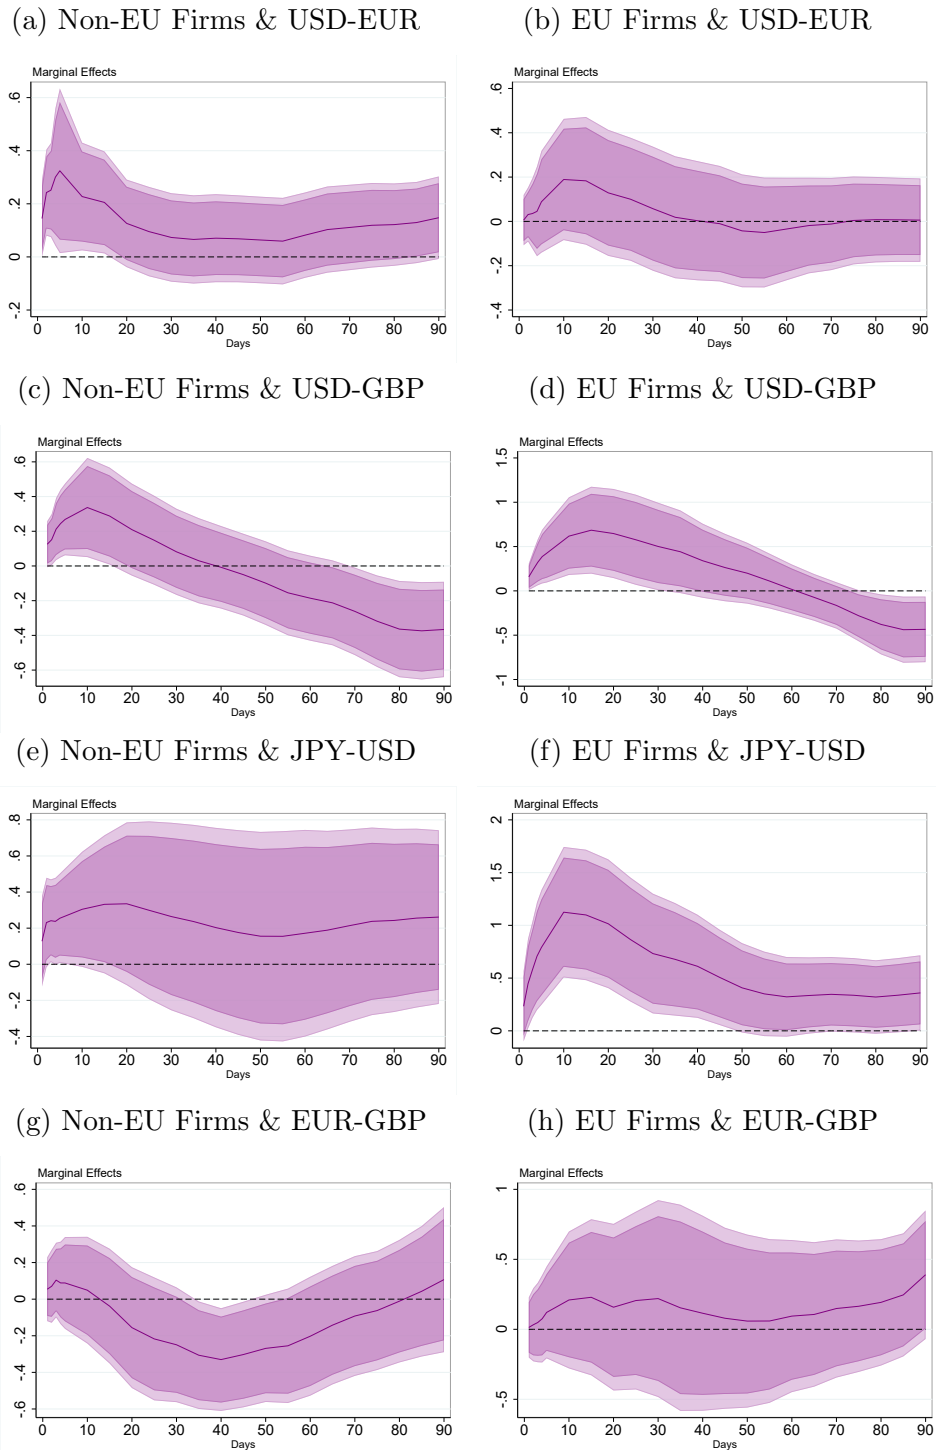 (a) Non-EU Firms & USD-EUR
(b) EU Firms & USD-EUR
Marginal Effects
.6
.4
.2
0
-.2
0 10 20 30 40 50 60 70 80 90
Days
Marginal Effects
.6
.4
.2
0
-.2
-.4
0 10 20 30 40 50 60 70 80 90
Days
(c) Non-EU Firms & USD-GBP
(d) EU Firms & USD-GBP
Marginal Effects
.6
.4
.2
0
-.2
-.4
-.6
0 10 20 30 40 50 60 70 80 90
Days
Marginal Effects
1.5
1
.5
0
-.5
-1
0 10 20 30 40 50 60 70 80 90
Days
(e) Non-EU Firms & JPY-USD
(f) EU Firms & JPY-USD
Marginal Effects
.8
.6
.4
.2
0
-.2
-.4
0 10 20 30 40 50 60 70 80 90
Days
Marginal Effects
2
1.5
1
.5
0
0 10 20 30 40 50 60 70 80 90
Days
(g) Non-EU Firms & EUR-GBP
(h) EU Firms & EUR-GBP
Marginal Effects
.6
.4
.2
0
-.2
-.4
-.6
0 10 20 30 40 50 60 70 80 90
Days
Marginal Effects
1
.5
0
-.5
0 10 20 30 40 50 60 70 80 90
Days